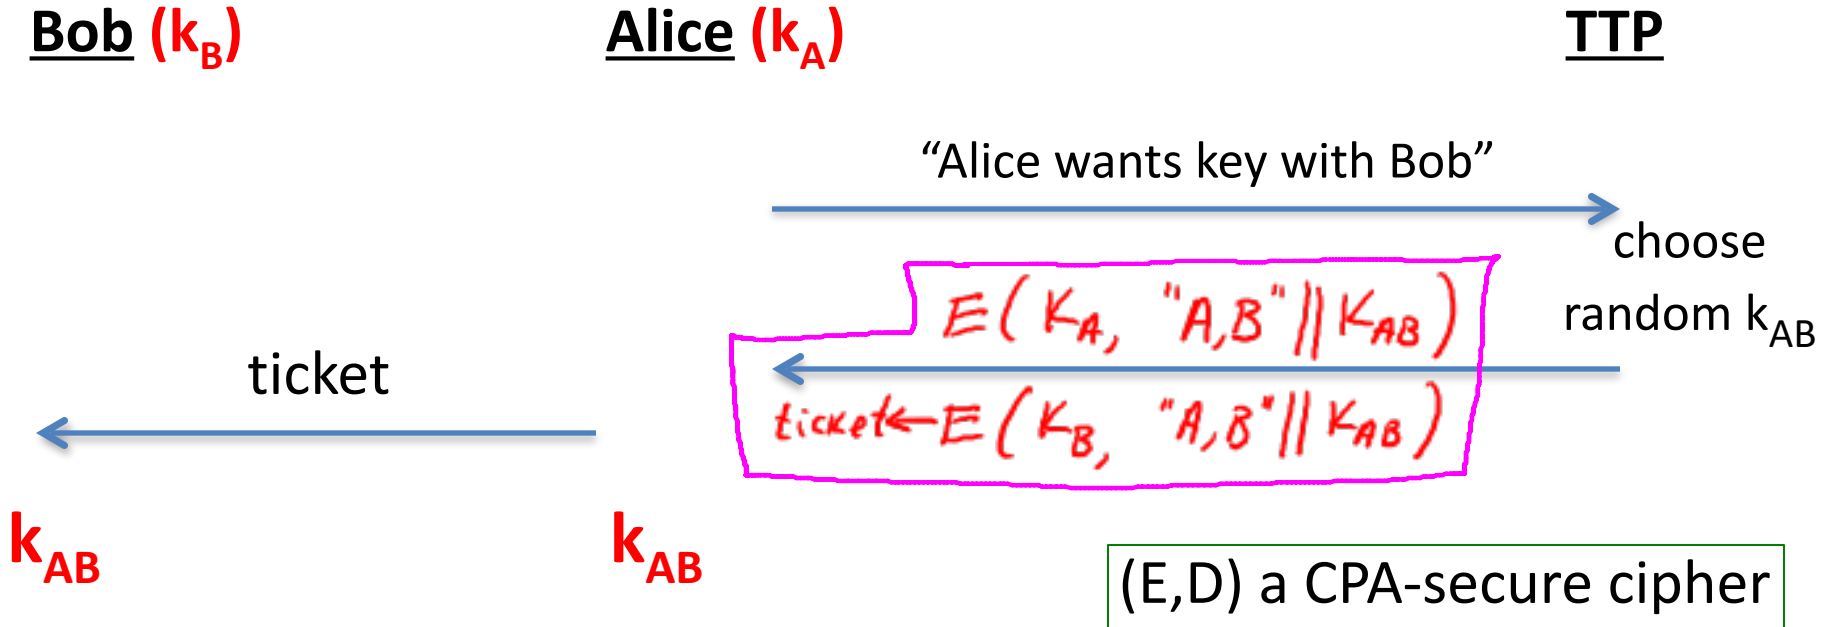 Bob (kB) Alice (kA) TTP
“Alice wants key with Bob”
choose
random kAB
E(KA, "A,B"||KAB)
ticket
ticket←E(KB, "A,B"||KAB)
kAB kAB
(E,D) a CPA-secure cipher